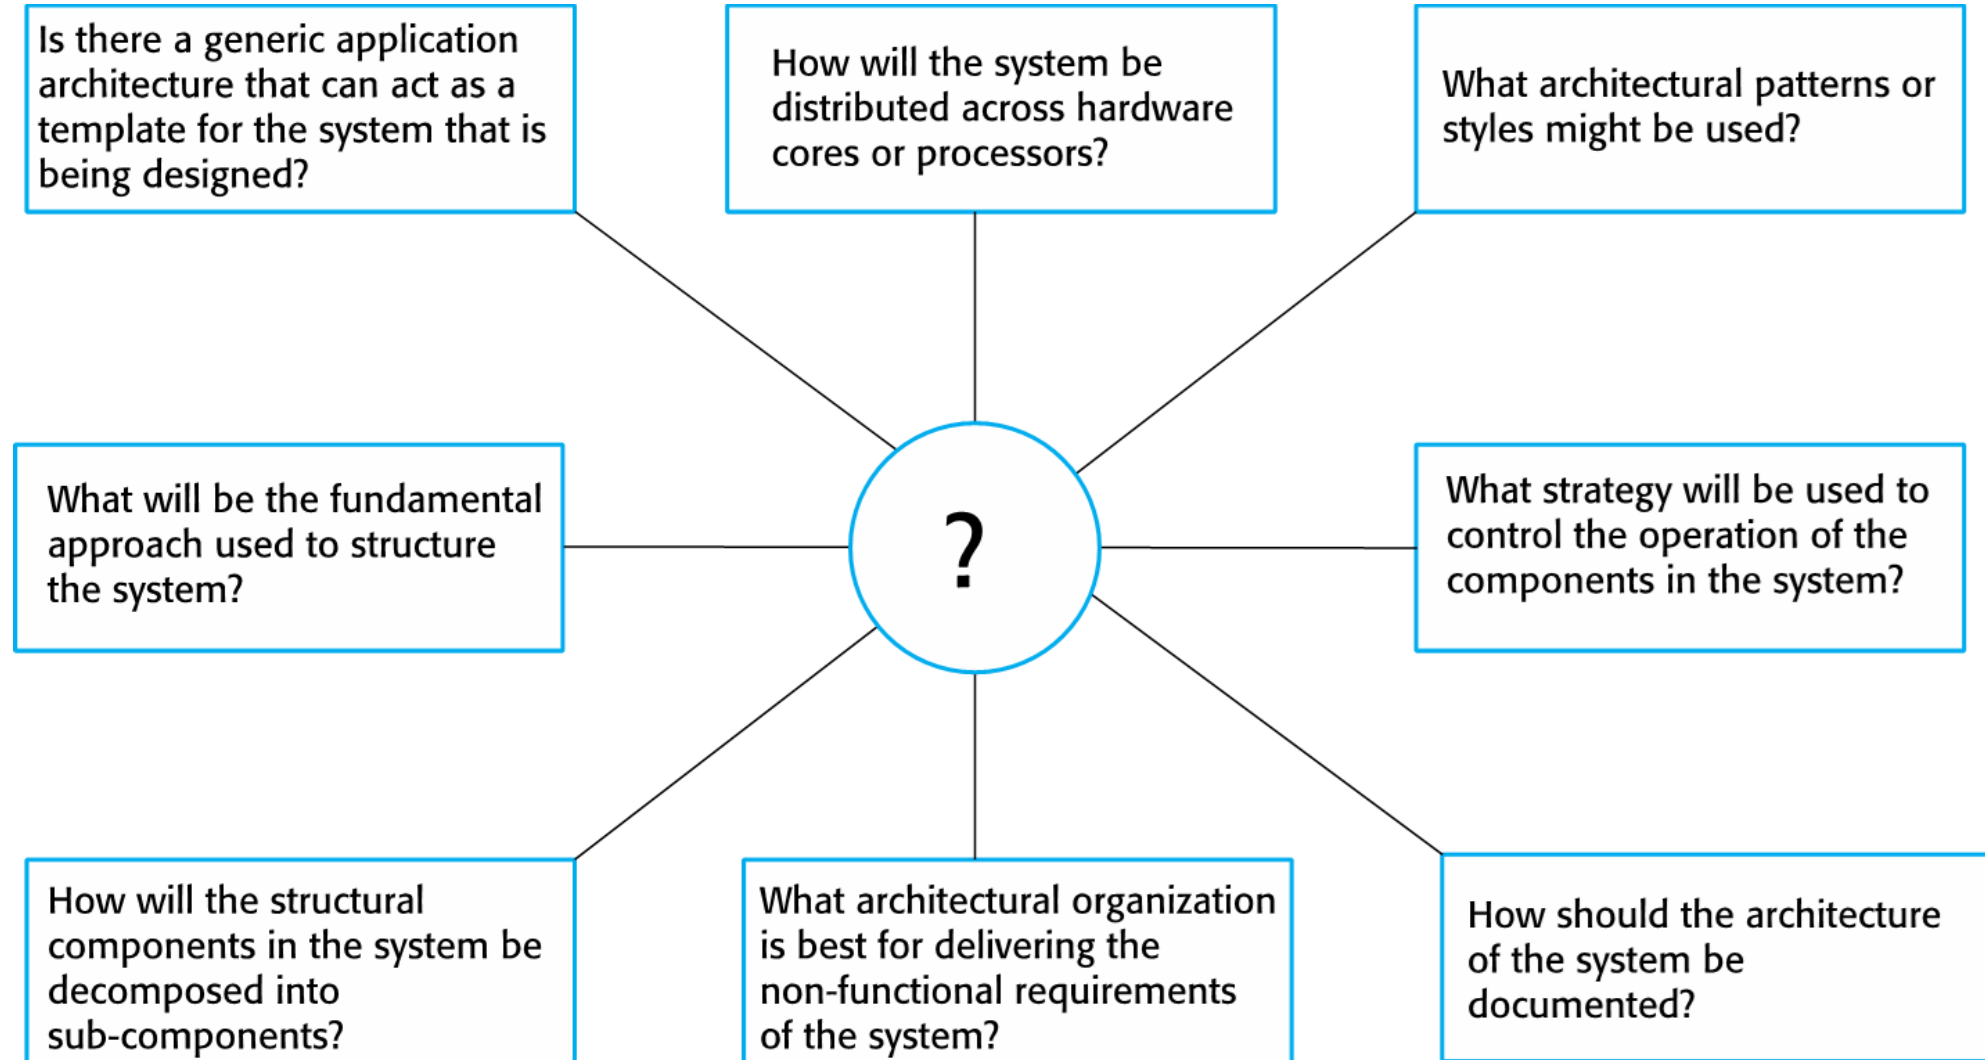 Is there a generic application
architecture that can act as a
template for the system that is
being designed?
How will the system be
distributed across hardware
cores or processors?
What architectural patterns or
styles might be used?
What will be the fundamental
approach used to structure
the system?
?
What strategy will be used to
control the operation of the
components in the system?
How will the structural
components in the system be
decomposed into
sub-components?
What architectural organization
is best for delivering the
non-functional requirements
of the system?
How should the architecture
of the system be
documented?